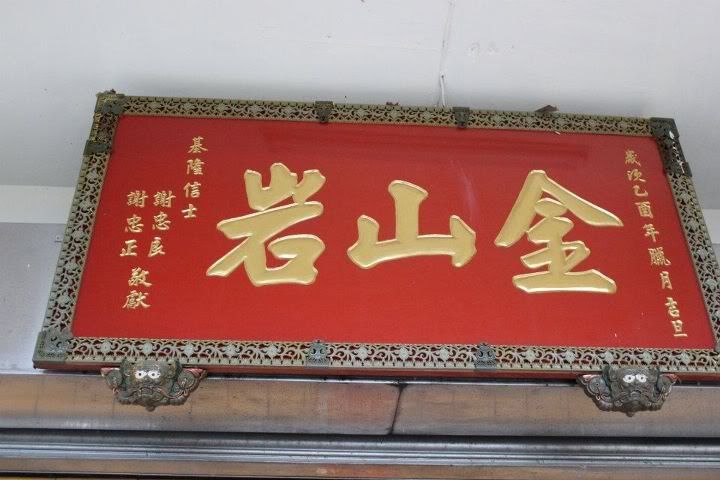 歲次乙酉年臘月吉旦
金山岩
基隆信士
謝忠良
謝忠正 敬獻